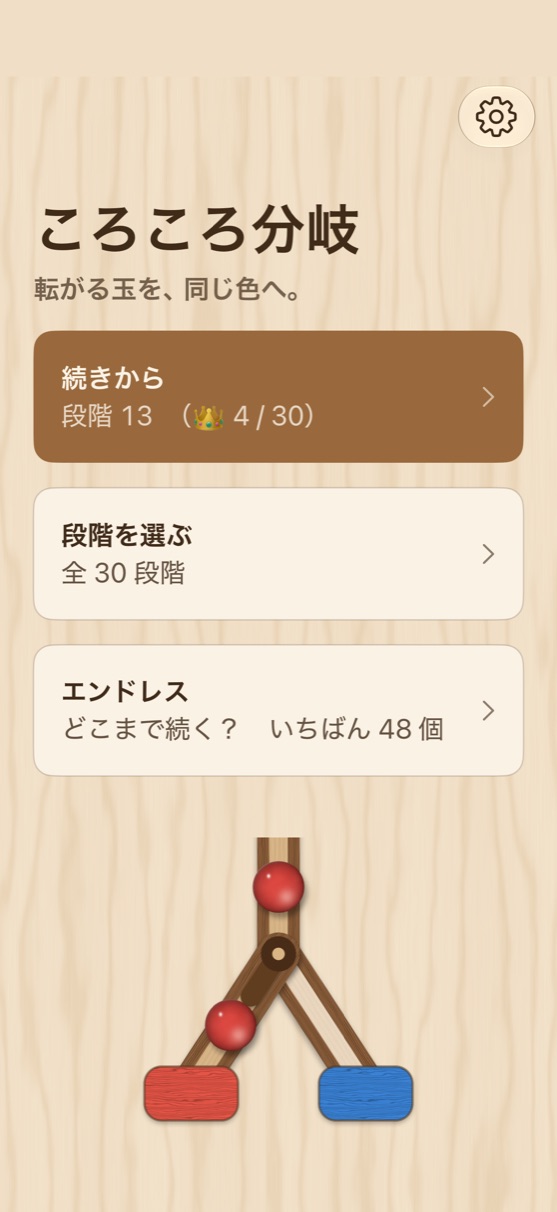 ころころ分岐
転がる玉を、同じ色へ。
続きから
段階 13 （👑 4 / 30）
段階を選ぶ
全 30 段階
エンドレス
どこまで続く？　いちばん 48 個